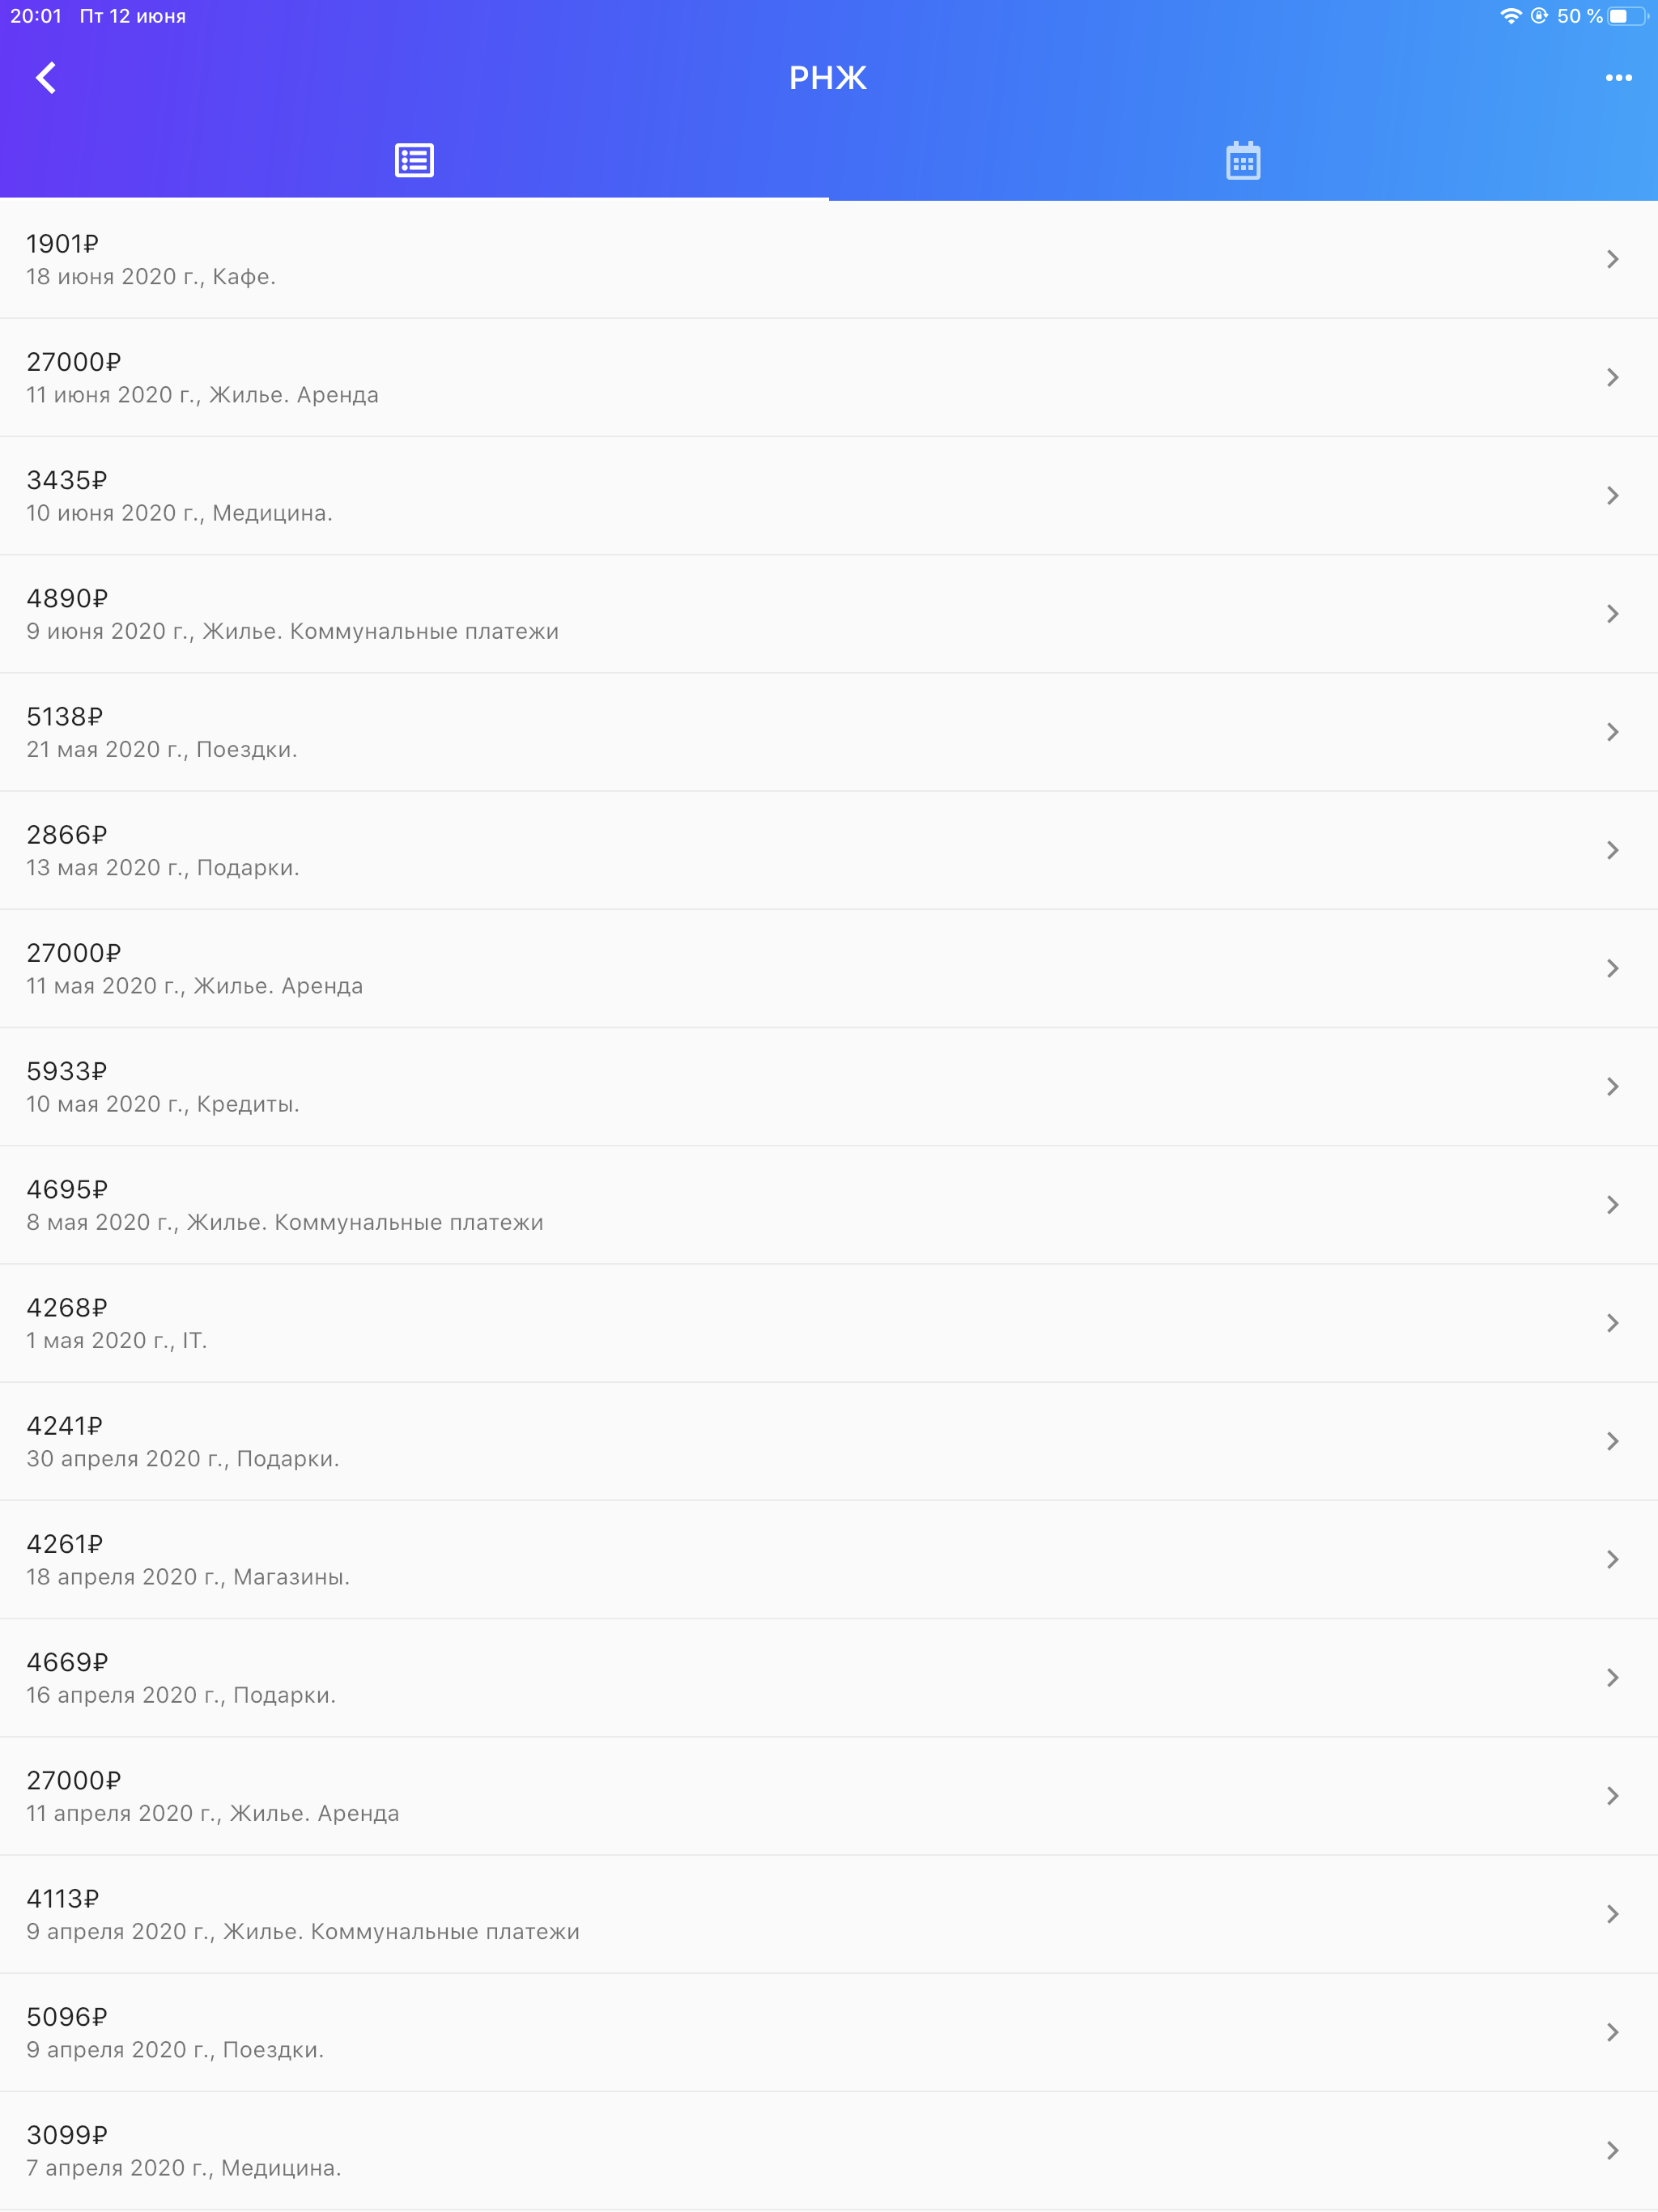 20:01 Пт 12 июня 50 %
РНЖ
1901₽
18 июня 2020 г., Кафе.
27000₽
11 июня 2020 г., Жилье. Аренда
3435₽
10 июня 2020 г., Медицина.
4890₽
9 июня 2020 г., Жилье. Коммунальные платежи
5138₽
21 мая 2020 г., Поездки.
2866₽
13 мая 2020 г., Подарки.
27000₽
11 мая 2020 г., Жилье. Аренда
5933₽
10 мая 2020 г., Кредиты.
4695₽
8 мая 2020 г., Жилье. Коммунальные платежи
4268₽
1 мая 2020 г., IT.
4241₽
30 апреля 2020 г., Подарки.
4261₽
18 апреля 2020 г., Магазины.
4669₽
16 апреля 2020 г., Подарки.
27000₽
11 апреля 2020 г., Жилье. Аренда
4113₽
9 апреля 2020 г., Жилье. Коммунальные платежи
5096₽
9 апреля 2020 г., Поездки.
3099₽
7 апреля 2020 г., Медицина.